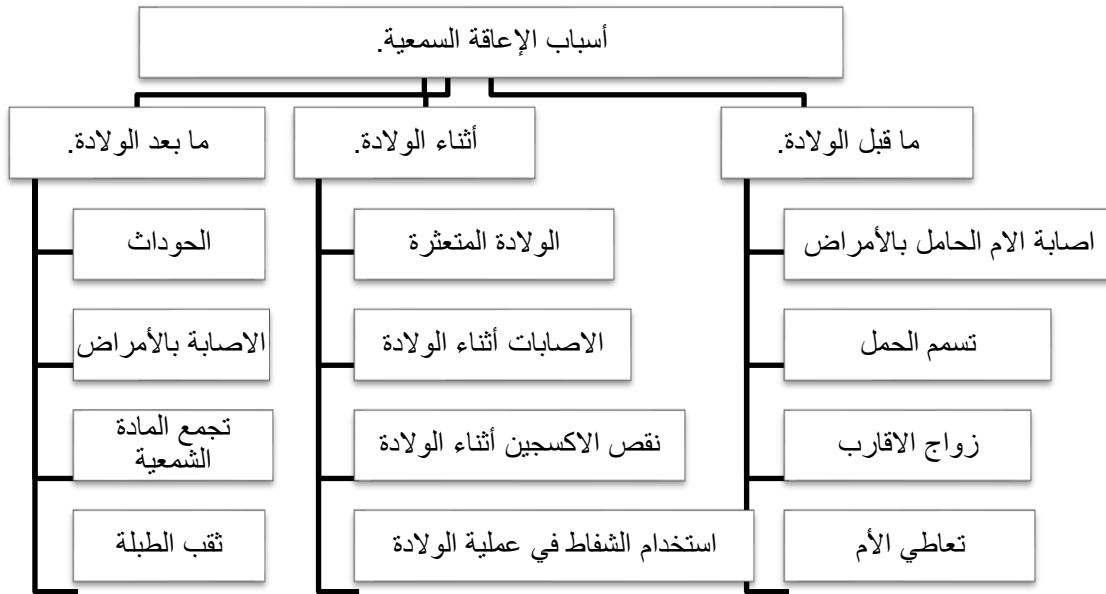 أسباب الإعاقة السمعية.
ما قبل الولادة.
اصابة الام الحامل بالأمراض
تسمم الحمل
زواج الاقارب
تعاطي الأم
أثناء الولادة.
الولادة المتعثرة
الاصابات أثناء الولادة
نقص الاكسجين أثناء الولادة
استخدام الشفاط في عملية الولادة
ما بعد الولادة.
الحوداث
الاصابة بالأمراض
تجمع المادة
الشمعية
ثقب الطبلة